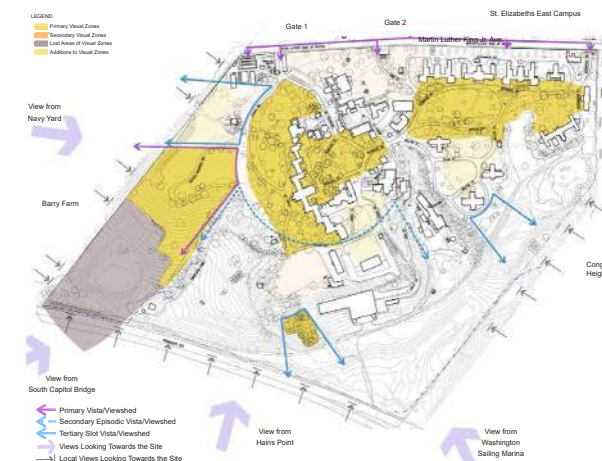 St. Elizabeths East Campus
LEGEND
Primary Visual Zones
Secondary Visual Zones
Lost Areas of Visual Zones
Additions to Visual Zones
Gate 1
Gate 2
Martin Luther King Jr. Ave.
View from
Navy Yard
Barry Farm
Cong
Heig
View from
South Capitol Bridge
Primary Vista/Viewshed
Secondary Episodic Vista/Viewshed
Tertiary Slot Vista/Viewshed
Views Looking Towards the Site
Local Views Looking Towards the Site
View from
Hains Point
View from
Washington
Sailing Marina